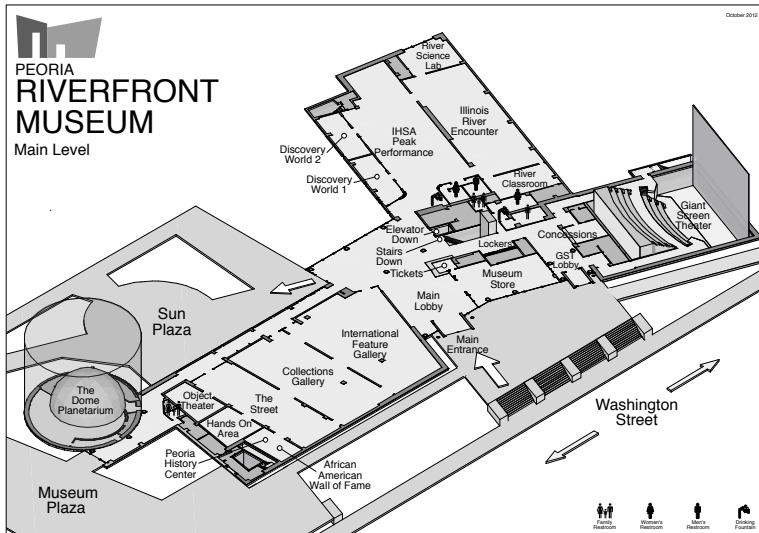 October 2012
PEORIA
RIVERFRONT
MUSEUM
Main Level
River
Science
Lab
Illinois
River
Encounter
IHSA
Peak
Performance
Discovery
World 2
Discovery
World 1
River
Classroom
Giant
Screen
Theater
Elevator
Down
Stairs
Down
Lockers
Concessions
GST
Lobby
Tickets
Museum
Store
Main
Lobby
Main
Entrance
Sun
Plaza
International
Feature
Gallery
Collections
Gallery
The
Dome
Planetarium
Object
Theater
The
Street
Hands On
Area
Peoria
History
Center
African
American
Wall of Fame
Washington
Street
Museum
Plaza
Family
Restroom
Women's
Restroom
Men's
Restroom
Drinking
Fountain